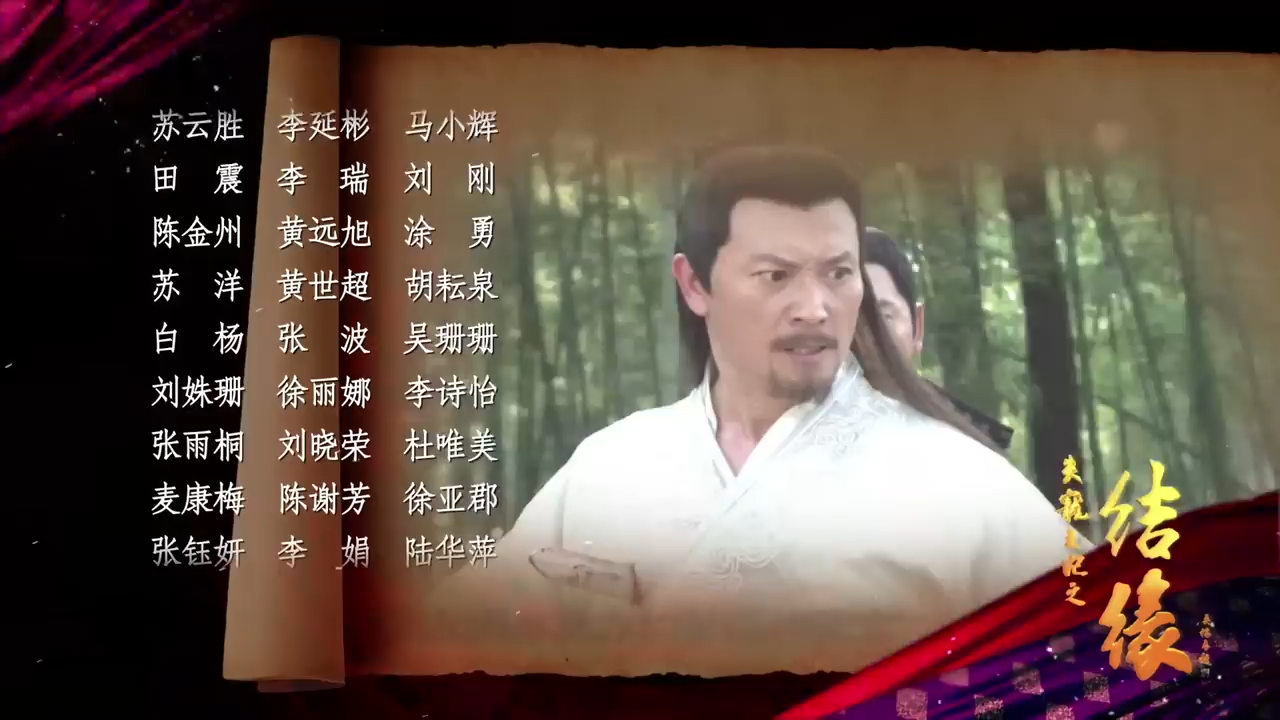 苏云胜 李延彬 马小辉
田 震 李 瑞 刘 刚
陈金州 黄远旭 涂 勇
苏 洋 黄世超 胡耘泉
白 杨 张 波 吴珊珊
刘姝珊 徐丽娜 李诗怡
张雨桐 刘晓荣 杜唯美
麦康梅 陈谢芳 徐亚郡
张钰妍 李 娟 陆华萍
结缘